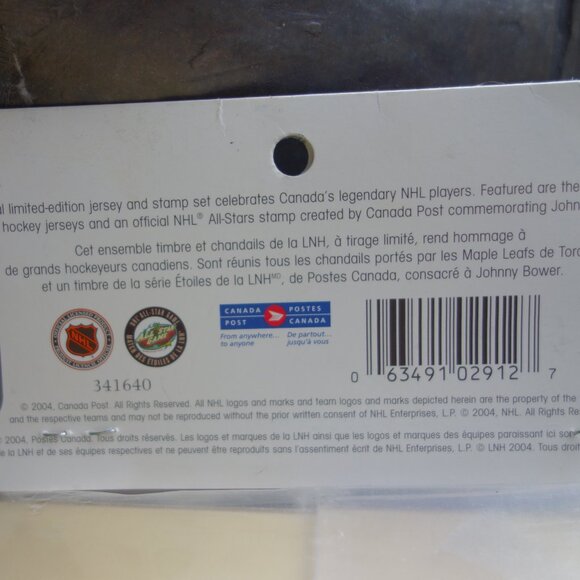 l limited-edition jersey and stamp set celebrates Canada's legendary NHL players. Featured are the
hockey jerseys and an official NHL® All-Stars stamp created by Canada Post commemorating John
Cet ensemble timbre et chandails de la LNH, à tirage limité, rend hommage à
de grands hockeyeurs canadiens. Sont réunis tous les chandails portés par les Maple Leafs de Toro
et un timbre de la série Étoiles de la LNHMD, de Postes Canada, consacré à Johnny Bower.
NHL
CANADA POST
POSTES CANADA
From anywhere...
to anyone
De partout...
jusqu'à vous
341640
0 63491 02912 7
© 2004, Canada Post. All Rights Reserved. All NHL logos and marks and team logos and marks depicted herein are the property of the
and the respective teams and may not be reproduced without the prior written consent of NHL Enterprises, L.P. © 2004, NHL. All Rights Re
© 2004, Postes Canada. Tous droits réservés. Les logos et marques de la LNH ainsi que les logos et marques des équipes paraissant ici sont
la LNH et de ses équipes respectives et ne peuvent être reproduits sans l'assentiment écrit de NHL Enterprises, L.P. © LNH 2004. Tous droit